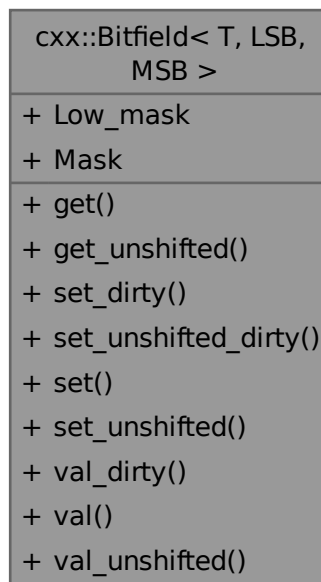 cxx::Bitfield< T, LSB,
MSB >
+ Low_mask
+ Mask
+ get()
+ get_unshifted()
+ set_dirty()
+ set_unshifted_dirty()
+ set()
+ set_unshifted()
+ val_dirty()
+ val()
+ val_unshifted()